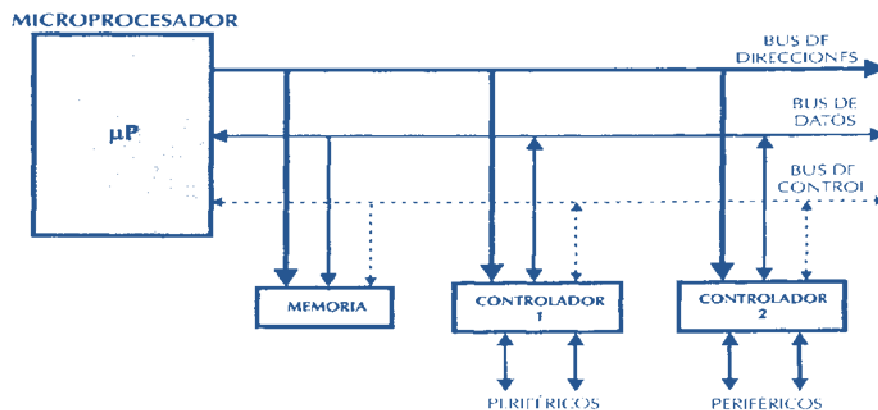 MICROPROCESADOR
µP
BUS DE
DIRECCIONES
BUS DE
DATOS
BUS DE
CONTROL
MEMORIA
CONTROLADOR
1
CONTROLADOR
2
PERIFÉRICOS
PERIFÉRICOS